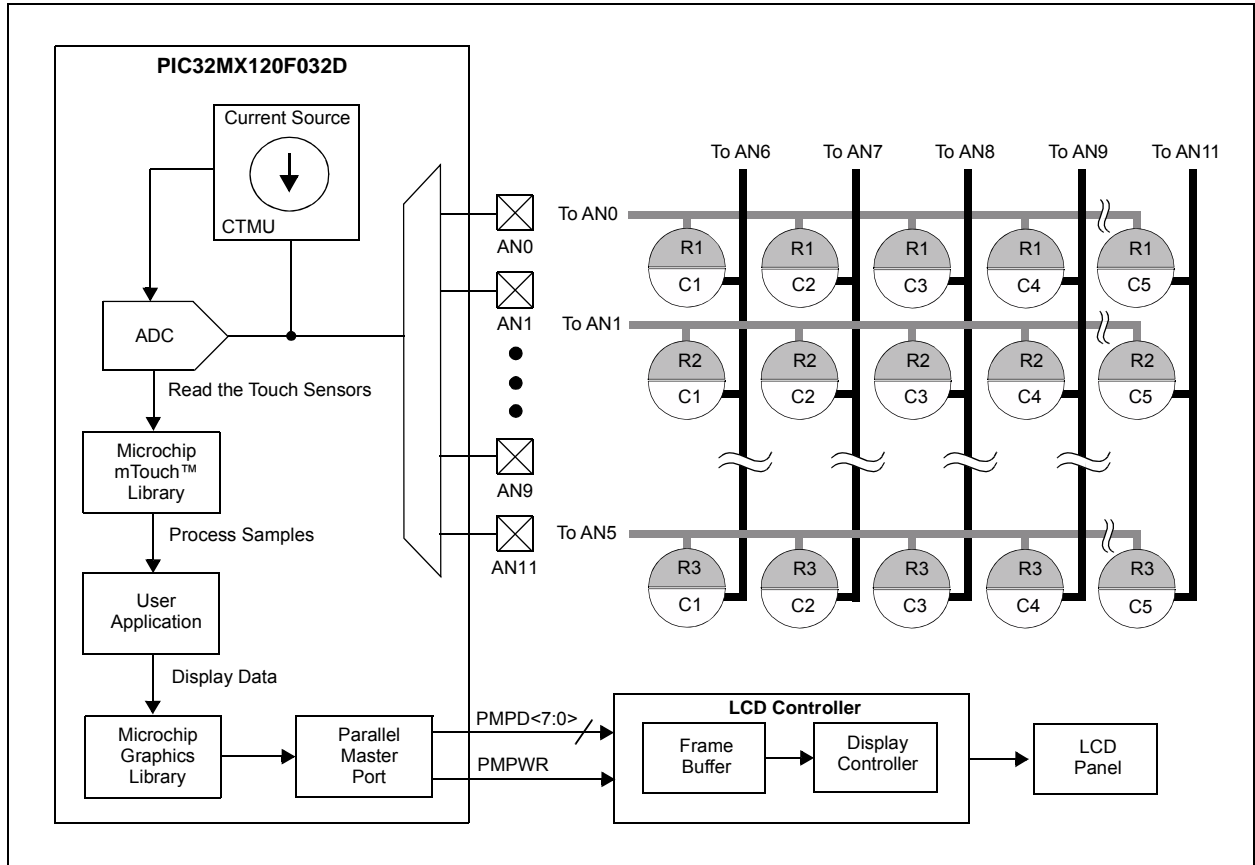 PIC32MX120F032D
Current Source
CTMU
ADC
Read the Touch Sensors
Microchip
mTouch™
Library
Process Samples
User
Application
Display Data
Microchip
Graphics
Library
Parallel
Master
Port
AN0
AN1
AN9
AN11
To AN6
To AN7
To AN8
To AN9
To AN11
To AN0
R1
R1
R1
R1
R1
C1
C2
C3
C4
C5
To AN1
R2
R2
R2
R2
R2
C1
C2
C3
C4
C5
To AN5
R3
R3
R3
R3
R3
C1
C2
C3
C4
C5
PMPD<7:0>
PMPWR
LCD Controller
Frame
Buffer
Display
Controller
LCD
Panel